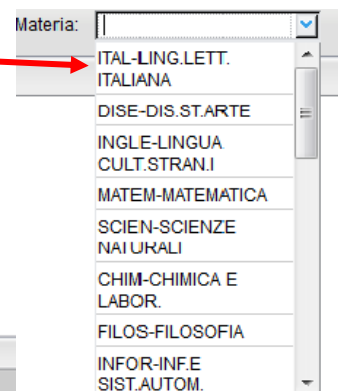 Materia:
ITAL-LING.LETT.
ITALIANA
DISE-DIS.ST.ARTE
INGLE-LINGUA
CULT.STRAN.I
MATEM-MATEMATICA
SCIEN-SCIENZE
NATURALI
CHIM-CHIMICA E
LABOR.
FILOS-FILOSOFIA
INFOR-INF.E
SIST.AUTOM.